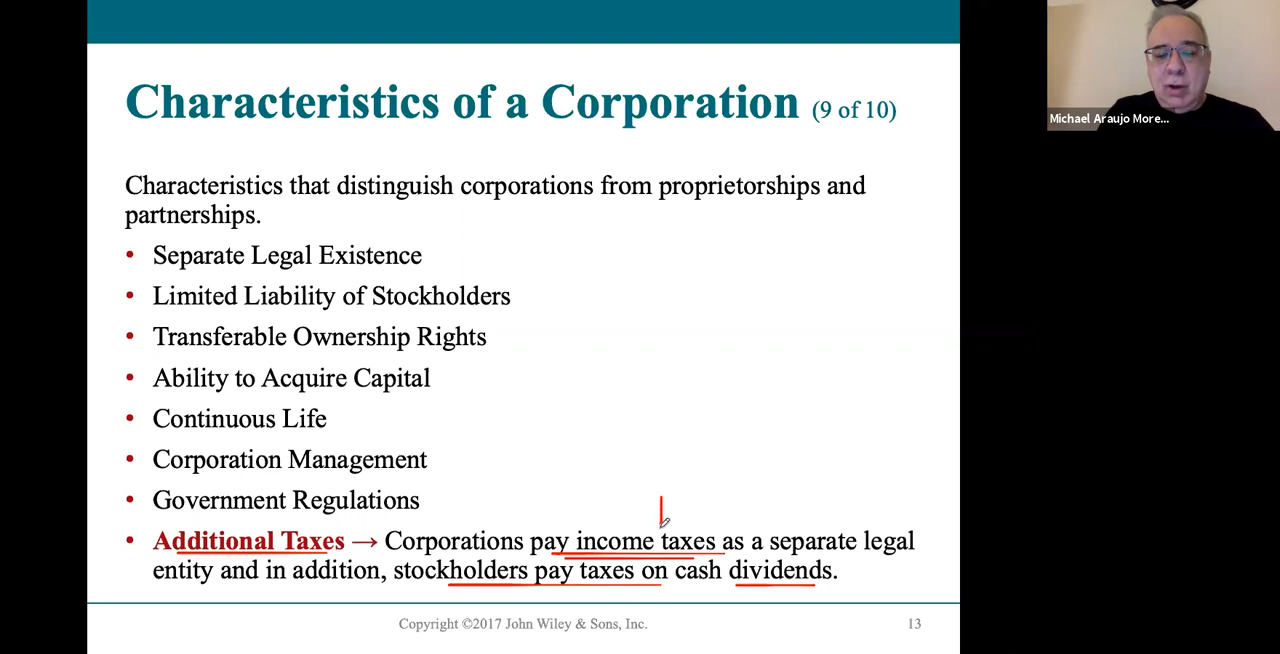 Characteristics of a Corporation (9 of 10)
Michael Araujo More...
Characteristics that distinguish corporations from proprietorships and
partnerships.
• Separate Legal Existence
• Limited Liability of Stockholders
• Transferable Ownership Rights
• Ability to Acquire Capital
• Continuous Life
• Corporation Management
• Government Regulations
• Additional Taxes → Corporations pay income taxes as a separate legal
entity and in addition, stockholders pay taxes on cash dividends.
Copyright ©2017 John Wiley & Sons, Inc.
13